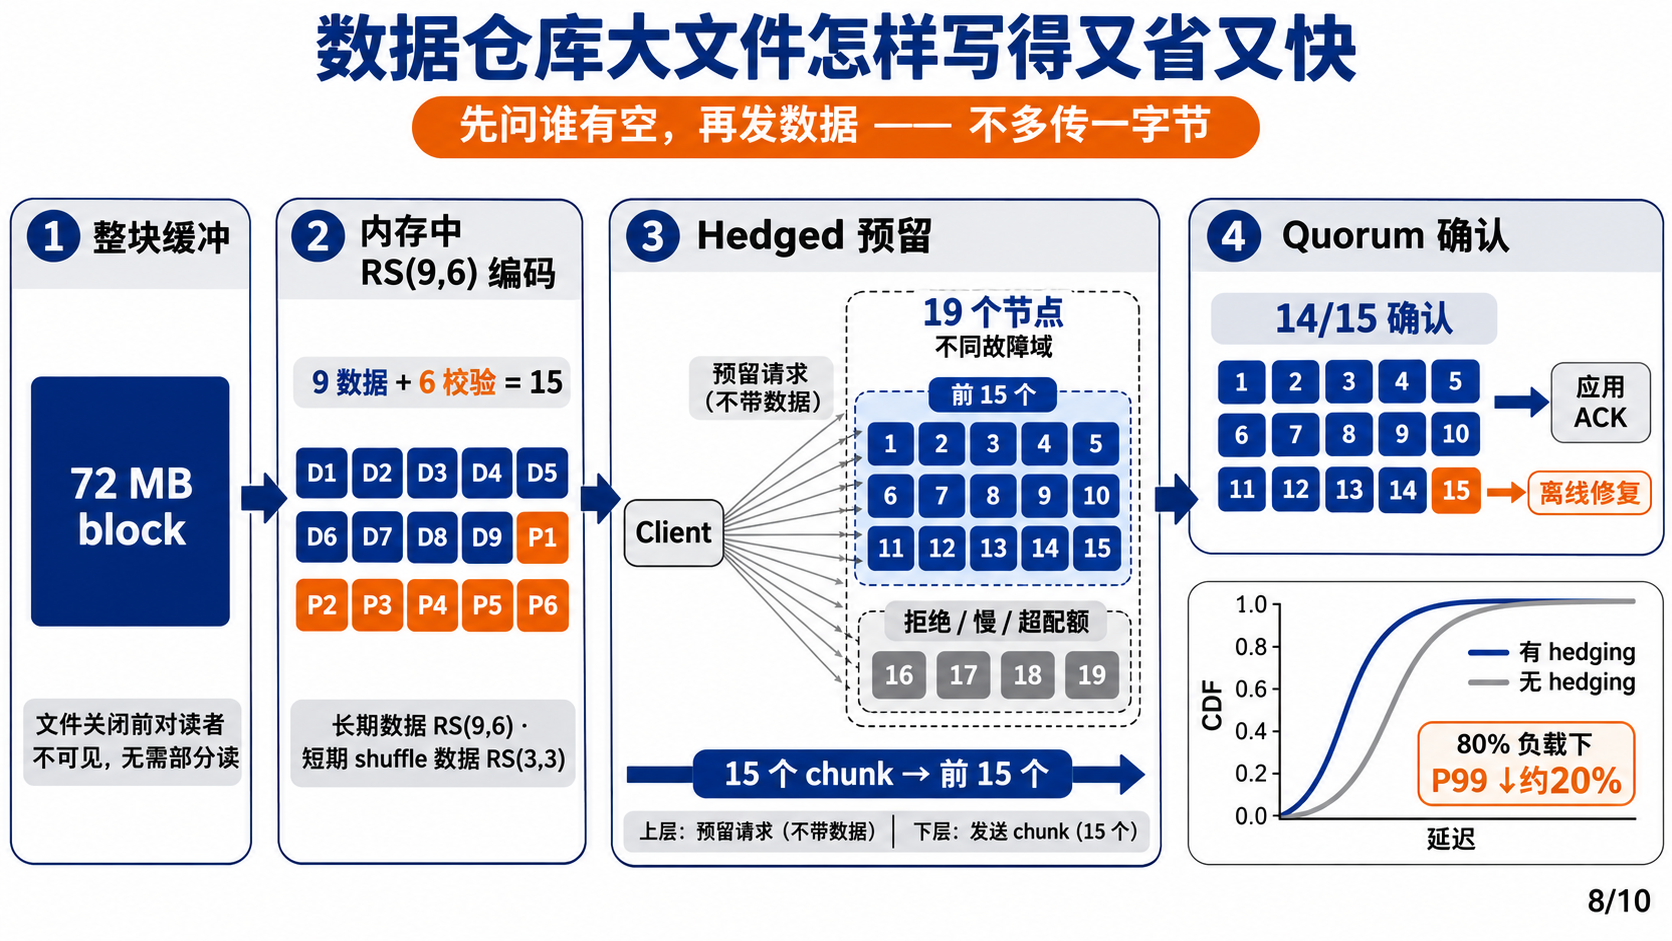 数据仓库大文件怎样写得又省又快
先问谁有空，再发数据 —— 不多传一字节
1 整块缓冲
72 MB
block
文件关闭前对读者
不可见，无需部分读
2 内存中
RS(9,6) 编码
9 数据 + 6 校验 = 15
D1 D2 D3 D4 D5
D6 D7 D8 D9 P1
P2 P3 P4 P5 P6
长期数据 RS(9,6) ·
短期 shuffle 数据 RS(3,3)
3 Hedged 预留
预留请求
（不带数据）
Client
19 个节点
不同故障域
前 15 个
1 2 3 4 5
6 7 8 9 10
11 12 13 14 15
拒绝 / 慢 / 超配额
16 17 18 19
15 个 chunk → 前 15 个
上层：预留请求（不带数据） | 下层：发送 chunk (15 个)
4 Quorum 确认
14/15 确认
1 2 3 4 5
6 7 8 9 10
11 12 13 14 15
应用
ACK
离线修复
CDF
1.0
0.8
0.6
0.4
0.2
0.0
有 hedging
无 hedging
80% 负载下
P99 ↓约20%
延迟
8/10